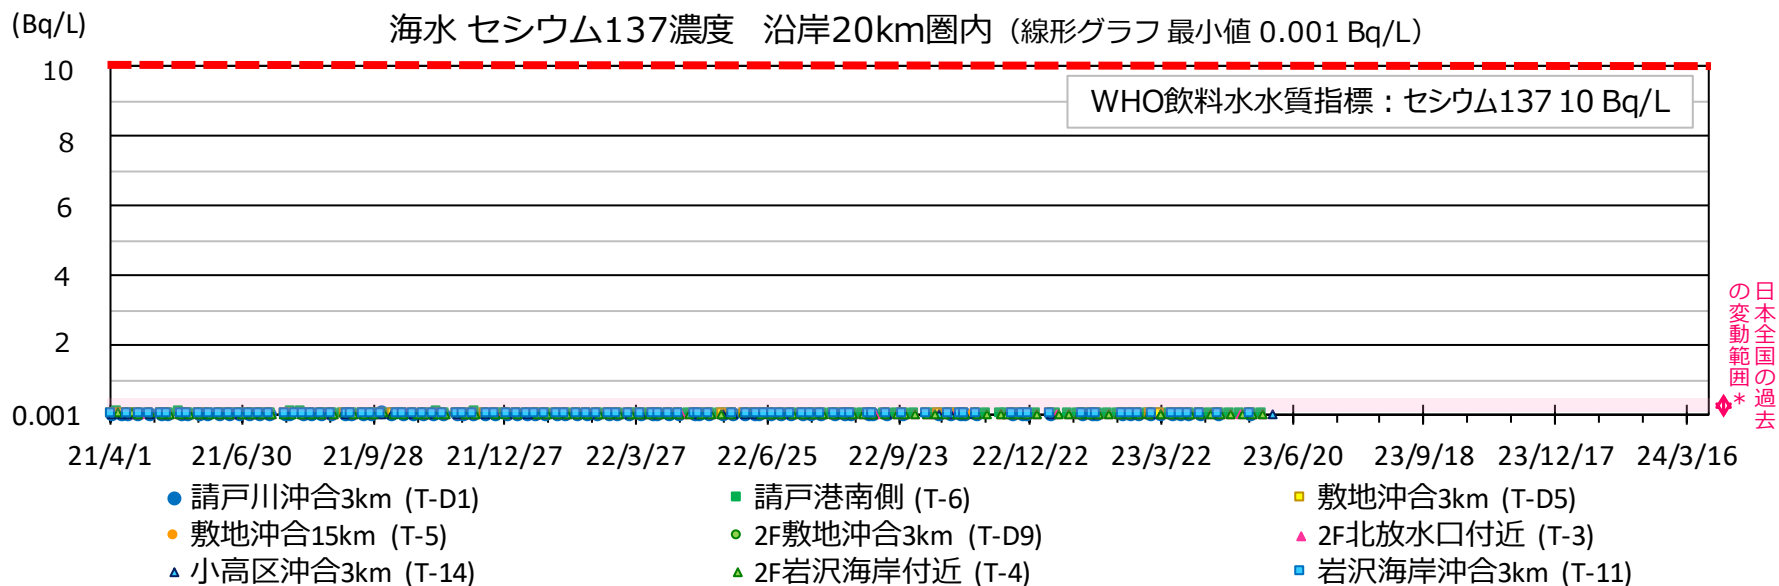 (Bq/L)
海水 セシウム137濃度 沿岸20km圏内（線形グラフ 最小値 0.001 Bq/L）
10
WHO飲料水水質指標：セシウム137 10 Bq/L
8
6
4
2
0.001
日本全国の過去
の変動範囲*
21/4/1 21/6/30 21/9/28 21/12/27 22/3/27 22/6/25 22/9/23 22/12/22 23/3/22 23/6/20 23/9/18 23/12/17 24/3/16
請戸川沖合3km (T-D1) 請戸港南側 (T-6) 敷地沖合3km (T-D5)
敷地沖合15km (T-5) 2F敷地沖合3km (T-D9) 2F北放水口付近 (T-3)
小高区沖合3km (T-14) 2F岩沢海岸付近 (T-4) 岩沢海岸沖合3km (T-11)